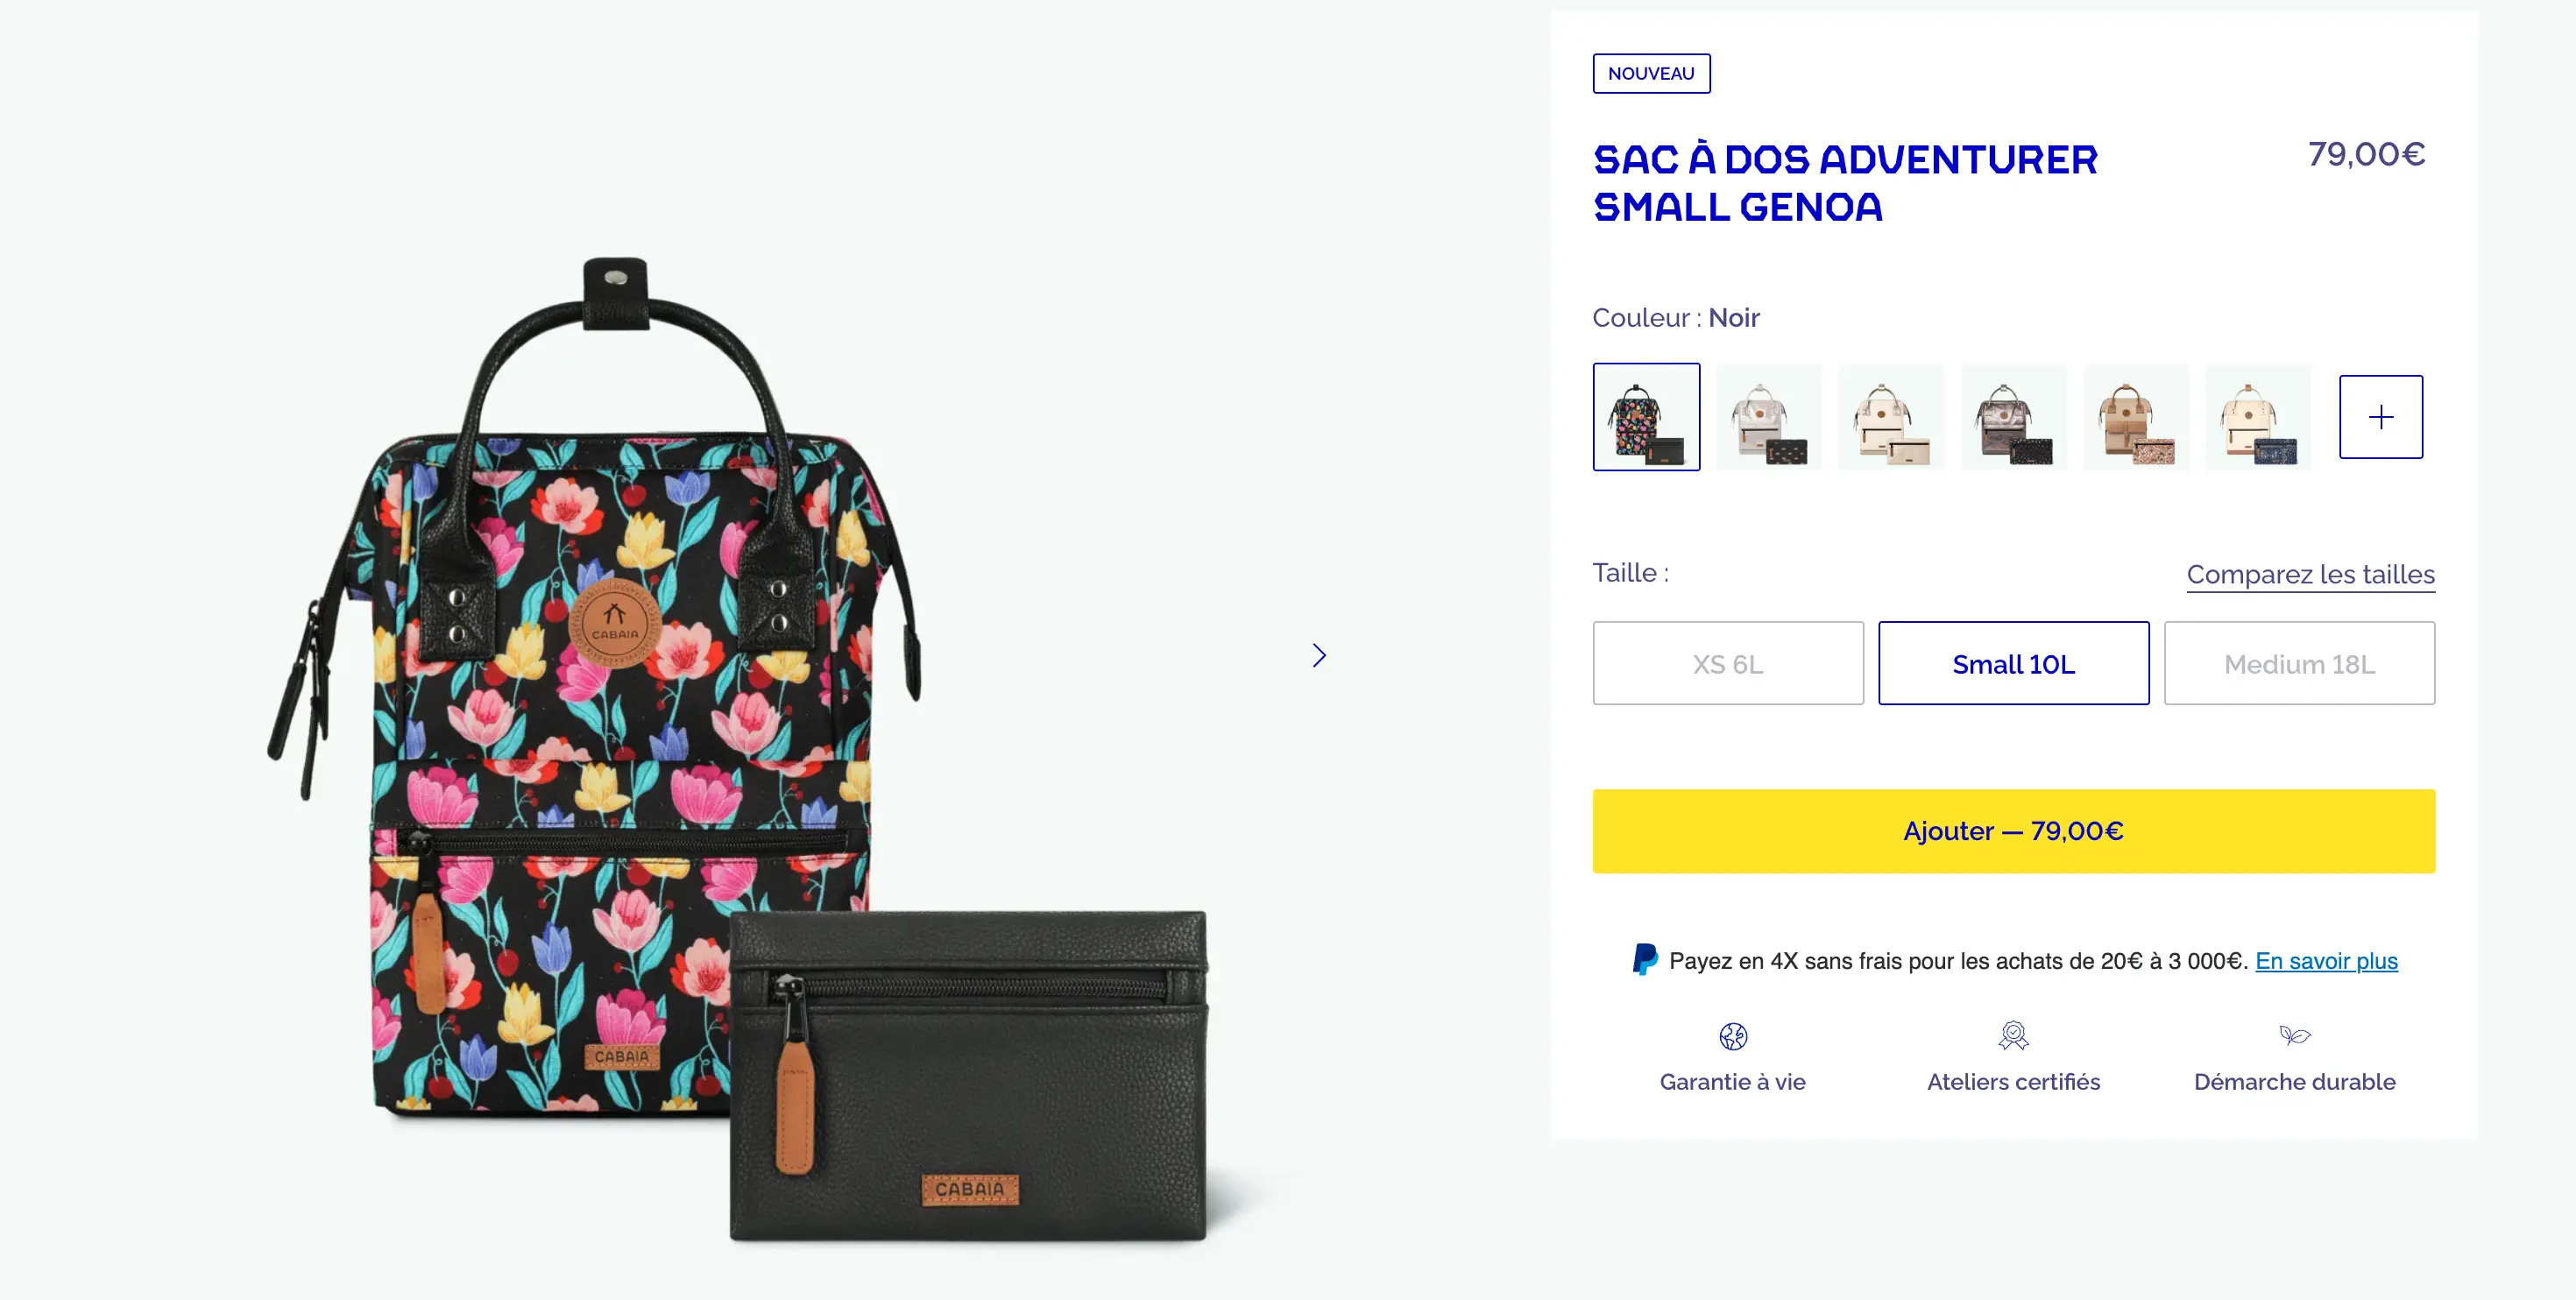 CABAIA
CABAIA
CABAIA
NOUVEAU
SAC À DOS ADVENTURER
SMALL GENOA
79,00€
Couleur : Noir
Taille :
Comparez les tailles
XS 6L
Small 10L
Medium 18L
Ajouter — 79,00€
Payez en 4X sans frais pour les achats de 20€ à 3 000€. En savoir plus
Garantie à vie
Ateliers certifiés
Démarche durable